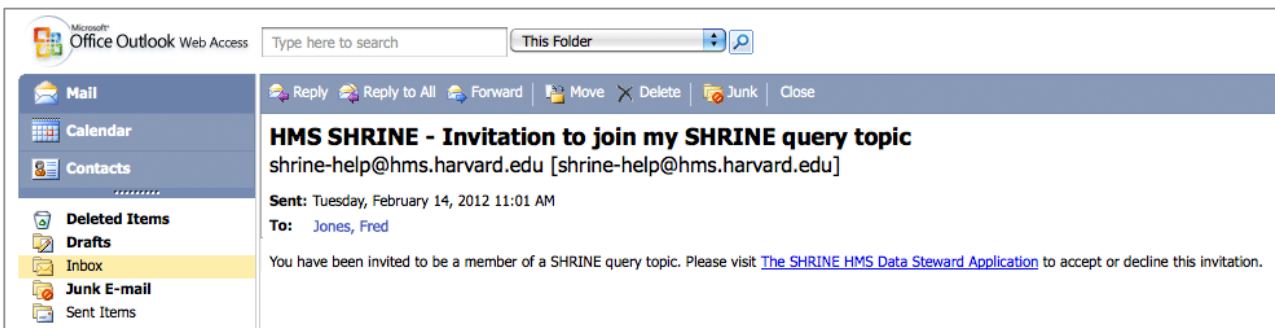 Microsoft®
Office Outlook Web Access
Type here to search
This Folder
Mail
Calendar
Contacts
Deleted Items
Drafts
Inbox
Junk E-mail
Sent Items
Reply Reply to All Forward Move Delete Junk Close
HMS SHRINE - Invitation to join my SHRINE query topic
shrine-help@hms.harvard.edu [shrine-help@hms.harvard.edu]
Sent: Tuesday, February 14, 2012 11:01 AM
To: Jones, Fred
You have been invited to be a member of a SHRINE query topic. Please visit The SHRINE HMS Data Steward Application to accept or decline this invitation.